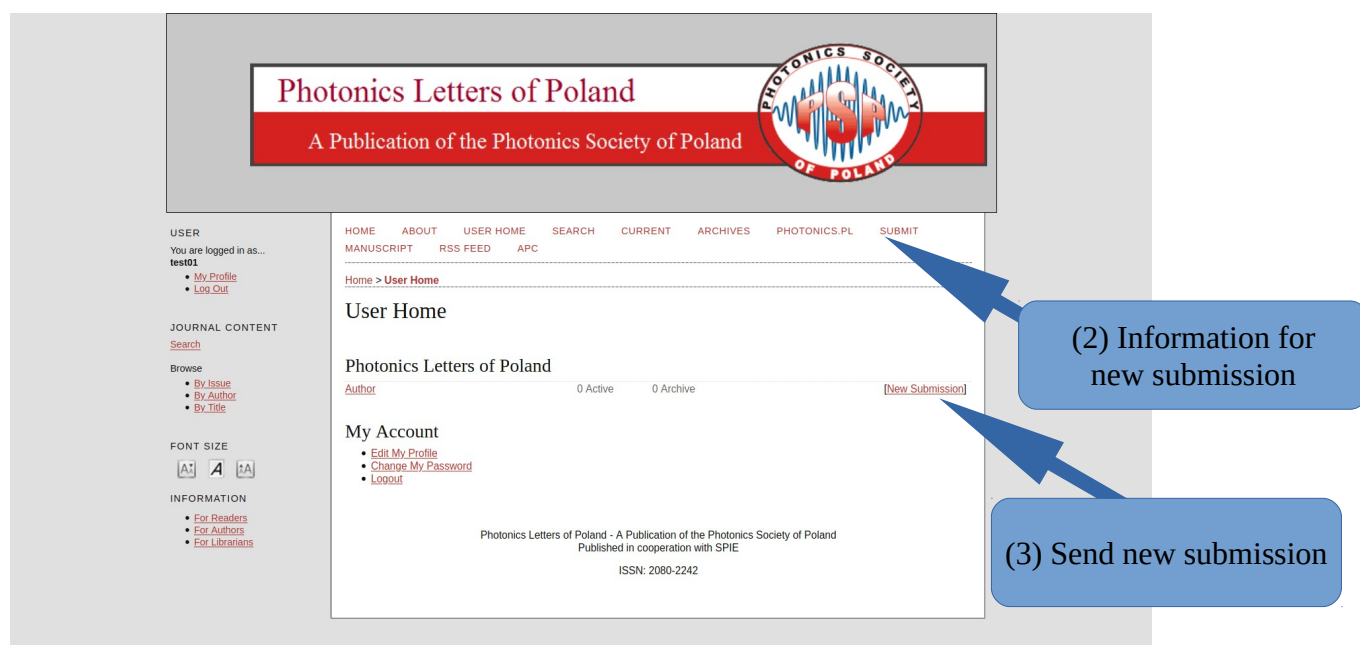 Photonics Letters of Poland
A Publication of the Photonics Society of Poland
PHOTONICS SOCIETY
PSP
OF POLAND
USER
You are logged in as...
test01
My Profile
Log Out
JOURNAL CONTENT
Search
Browse
By Issue
By Author
By Title
FONT SIZE
A A A
INFORMATION
For Readers
For Authors
For Librarians
HOME ABOUT USER HOME SEARCH CURRENT ARCHIVES PHOTONICS.PL SUBMIT
MANUSCRIPT RSS FEED APC
Home > User Home
User Home
Photonics Letters of Poland
Author 0 Active 0 Archive [New Submission]
My Account
Edit My Profile
Change My Password
Logout
Photonics Letters of Poland - A Publication of the Photonics Society of Poland
Published in cooperation with SPIE
ISSN: 2080-2242
(2) Information for
new submission
(3) Send new submission